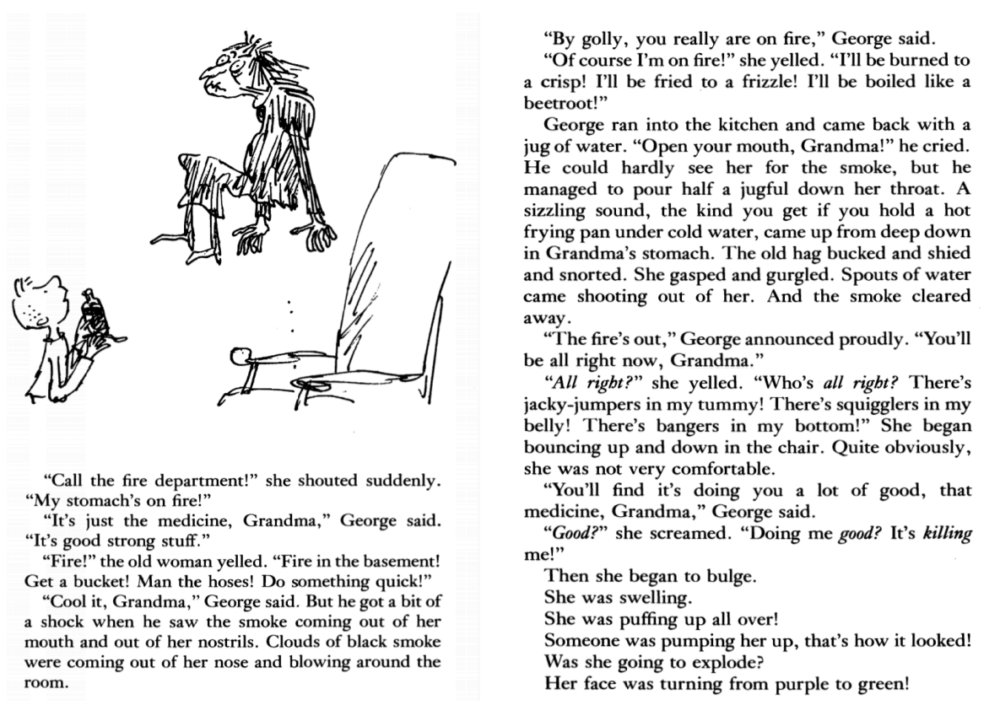 “Call the fire department!” she shouted suddenly.
“My stomach’s on fire!”
“It’s just the medicine, Grandma,” George said.
“It’s good strong stuff.”
“Fire!” the old woman yelled. “Fire in the basement!
Get a bucket! Man the hoses! Do something quick!”
“Cool it, Grandma,” George said. But he got a bit of
a shock when he saw the smoke coming out of her
mouth and out of her nostrils. Clouds of black smoke
were coming out of her nose and blowing around the
room.
“By golly, you really are on fire,” George said.
“Of course I’m on fire!” she yelled. “I’ll be burned to
a crisp! I’ll be fried to a frizzle! I’ll be boiled like a
beetroot!”
George ran into the kitchen and came back with a
jug of water. “Open your mouth, Grandma!” he cried.
He could hardly see her for the smoke, but he
managed to pour half a jugful down her throat. A
sizzling sound, the kind you get if you hold a hot
frying pan under cold water, came up from deep down
in Grandma’s stomach. The old hag bucked and shied
and snorted. She gasped and gurgled. Spouts of water
came shooting out of her. And the smoke cleared
away.
“The fire’s out,” George announced proudly. “You’ll
be all right now, Grandma.”
“All right?” she yelled. “Who’s all right? There’s
jacky-jumpers in my tummy! There’s squigglers in my
belly! There’s bangers in my bottom!” She began
bouncing up and down in the chair. Quite obviously,
she was not very comfortable.
“You’ll find it’s doing you a lot of good, that
medicine, Grandma,” George said.
“Good?” she screamed. “Doing me good? It’s killing
me!”
Then she began to bulge.
She was swelling.
She was puffing up all over!
Someone was pumping her up, that’s how it looked!
Was she going to explode?
Her face was turning from purple to green!